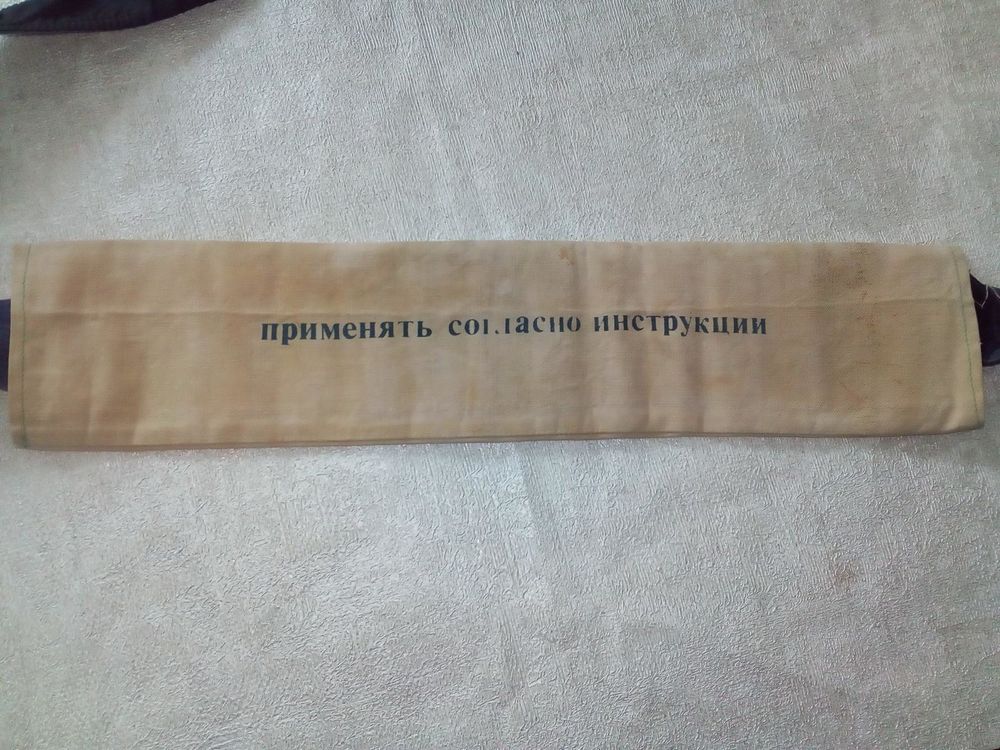 применять согласно инструкции